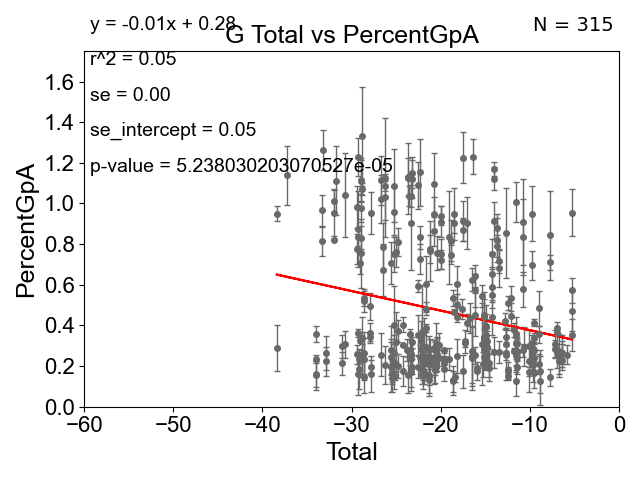 y = -0.01x + 0.28
N = 315
G Total vs PercentGpA
r^2 = 0.05
se = 0.00
se_intercept = 0.05
p-value = 5.238030203070527e-05
PercentGpA
1.6
1.4
1.2
1.0
0.8
0.6
0.4
0.2
0.0
−60
−50
−40
−30
−20
−10
0
Total